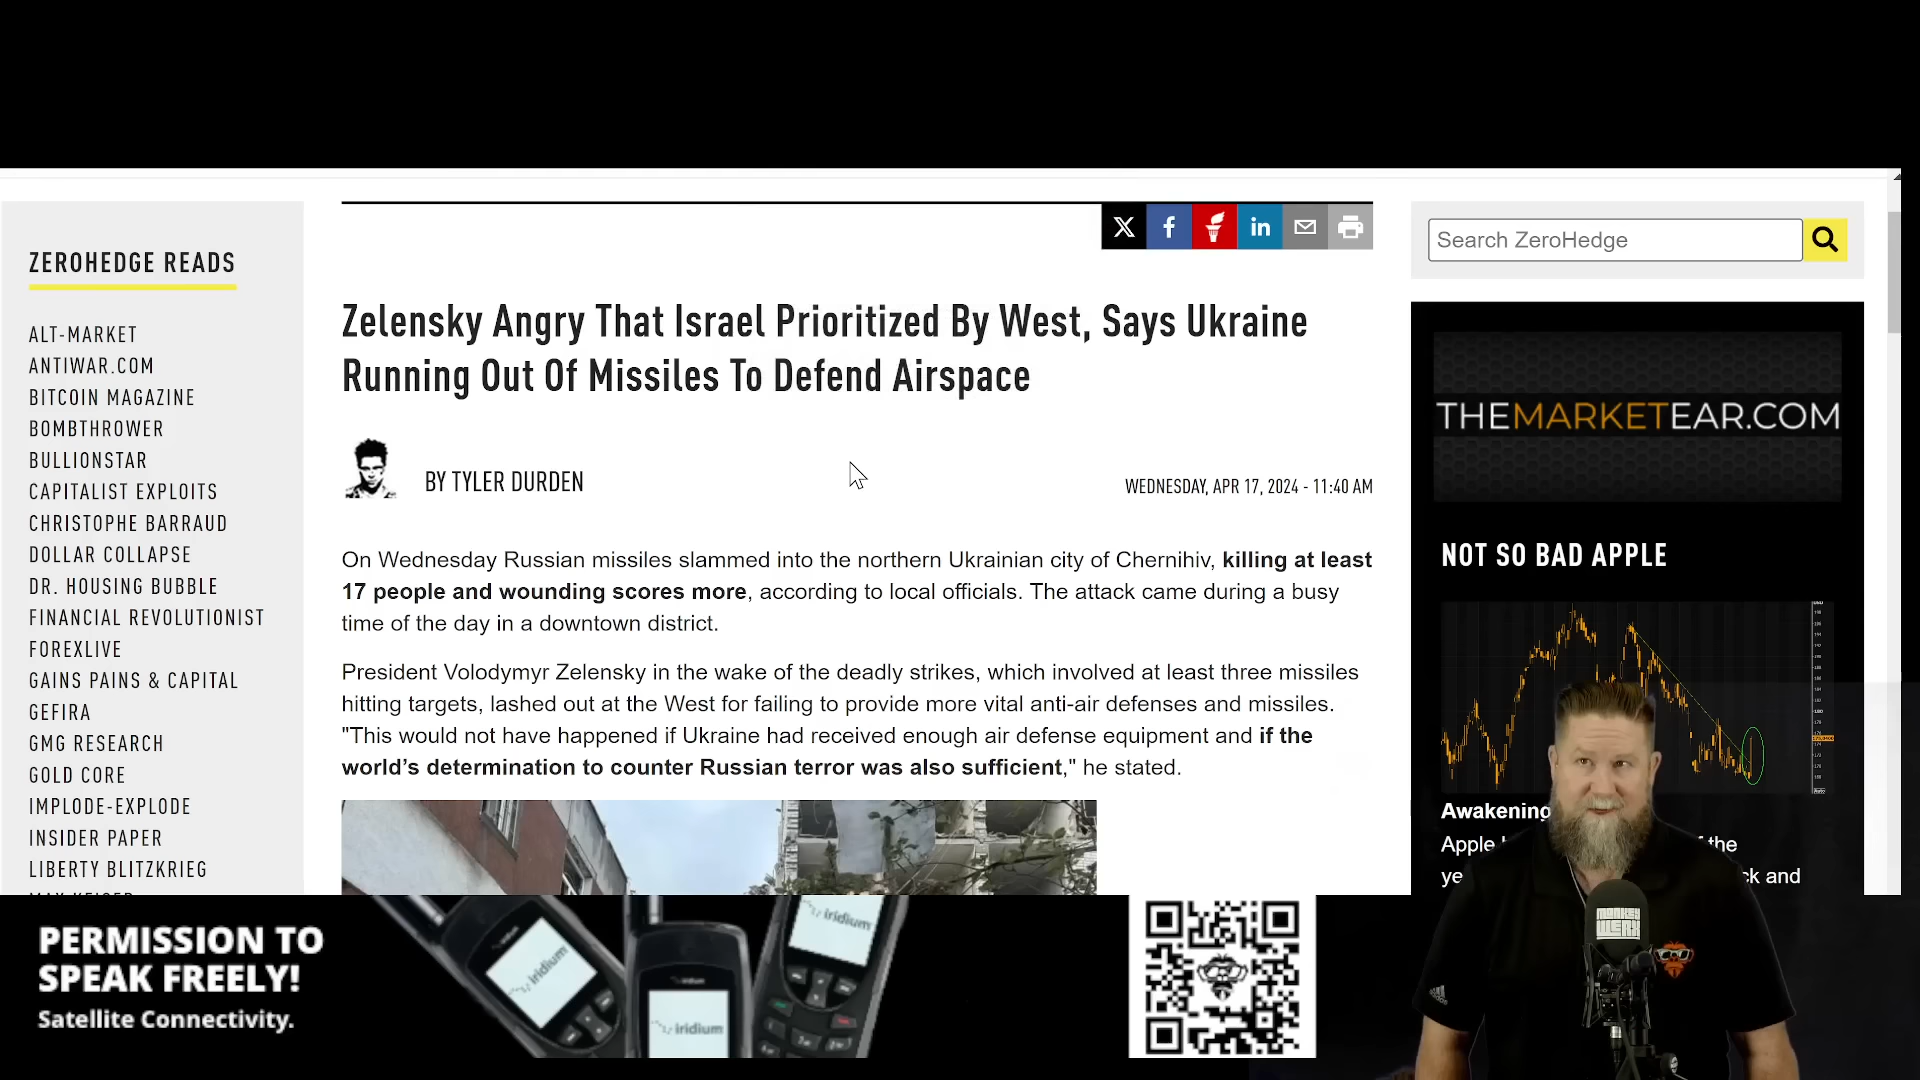 ZEROHEDGE READS
ALT-MARKET
ANTIWAR.COM
BITCOIN MAGAZINE
BOMBTHROWER
BULLIONSTAR
CAPITALIST EXPLOITS
CHRISTOPHE BARRAUD
DOLLAR COLLAPSE
DR. HOUSING BUBBLE
FINANCIAL REVOLUTIONIST
FOREXLIVE
GAINS PAINS & CAPITAL
GEFIRA
GMG RESEARCH
GOLD CORE
IMPLODE-EXPLODE
INSIDER PAPER
LIBERTY BLITZKRIEG
Zelensky Angry That Israel Prioritized By West, Says Ukraine
Running Out Of Missiles To Defend Airspace
BY TYLER DURDEN
WEDNESDAY, APR 17, 2024 - 11:40 AM
On Wednesday Russian missiles slammed into the northern Ukrainian city of Chernihiv, killing at least
17 people and wounding scores more, according to local officials. The attack came during a busy
time of the day in a downtown district.
President Volodymyr Zelensky in the wake of the deadly strikes, which involved at least three missiles
hitting targets, lashed out at the West for failing to provide more vital anti-air defenses and missiles.
"This would not have happened if Ukraine had received enough air defense equipment and if the
world’s determination to counter Russian terror was also sufficient," he stated.
Search ZeroHedge
THEMARKETEAR.COM
NOT SO BAD APPLE
Awakening
Apple
the
ck and
PERMISSION TO
SPEAK FREELY!
Satellite Connectivity.
iridium
iridium
iridium
MONKEY
WERX
adidas